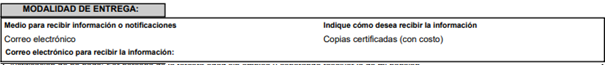 MODALIDAD DE ENTREGA:
Medio para recibir información o notificaciones
Indique cómo desea recibir la información
Correo electrónico
Copias certificadas (con costo)
Correo electrónico para recibir la información: